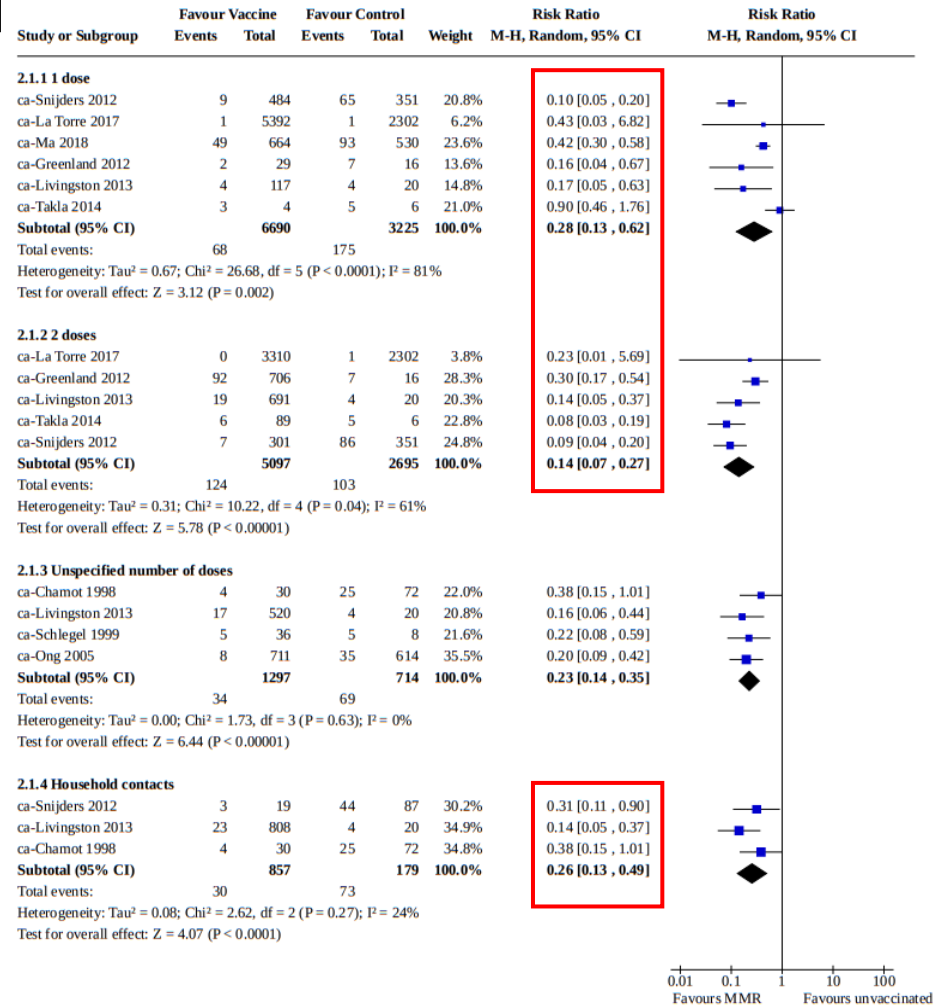 Favour Vaccine Favour Control Risk Ratio Risk Ratio
Study or Subgroup Events Total Events Total Weight M-H, Random, 95% CI M-H, Random, 95% CI
2.1.1 1 dose
ca-Snijders 2012 9 484 65 351 20.8% 0.10 [0.05 , 0.20]
ca-La Torre 2017 1 5392 1 2302 6.2% 0.43 [0.03 , 6.82]
ca-Ma 2018 49 664 93 530 23.6% 0.42 [0.30 , 0.58]
ca-Greenland 2012 2 29 7 16 13.6% 0.16 [0.04 , 0.67]
ca-Livingston 2013 4 117 4 20 14.8% 0.17 [0.05 , 0.63]
ca-Takla 2014 3 4 5 6 21.0% 0.90 [0.46 , 1.76]
Subtotal (95% CI) 6690 3225 100.0% 0.28 [0.13 , 0.62]
Total events: 68 175
Heterogeneity: Tau² = 0.67; Chi² = 26.68, df = 5 (P < 0.0001); I² = 81%
Test for overall effect: Z = 3.12 (P = 0.002)
2.1.2 2 doses
ca-La Torre 2017 0 3310 1 2302 3.8% 0.23 [0.01 , 5.69]
ca-Greenland 2012 92 706 7 16 28.3% 0.30 [0.17 , 0.54]
ca-Livingston 2013 19 691 4 20 20.3% 0.14 [0.05 , 0.37]
ca-Takla 2014 6 89 5 6 22.8% 0.08 [0.03 , 0.19]
ca-Snijders 2012 7 301 86 351 24.8% 0.09 [0.04 , 0.20]
Subtotal (95% CI) 5097 2695 100.0% 0.14 [0.07 , 0.27]
Total events: 124 103
Heterogeneity: Tau² = 0.31; Chi² = 10.22, df = 4 (P = 0.04); I² = 61%
Test for overall effect: Z = 5.78 (P < 0.00001)
2.1.3 Unspecified number of doses
ca-Chamot 1998 4 30 25 72 22.0% 0.38 [0.15 , 1.01]
ca-Livingston 2013 17 520 4 20 20.8% 0.16 [0.06 , 0.44]
ca-Schlegel 1999 5 36 5 8 21.6% 0.22 [0.08 , 0.59]
ca-Ong 2005 8 711 35 614 35.5% 0.20 [0.09 , 0.42]
Subtotal (95% CI) 1297 714 100.0% 0.23 [0.14 , 0.35]
Total events: 34 69
Heterogeneity: Tau² = 0.00; Chi² = 1.73, df = 3 (P = 0.63); I² = 0%
Test for overall effect: Z = 6.44 (P < 0.00001)
2.1.4 Household contacts
ca-Snijders 2012 3 19 44 87 30.2% 0.31 [0.11 , 0.90]
ca-Livingston 2013 23 808 4 20 34.9% 0.14 [0.05 , 0.37]
ca-Chamot 1998 4 30 25 72 34.8% 0.38 [0.15 , 1.01]
Subtotal (95% CI) 857 179 100.0% 0.26 [0.13 , 0.49]
Total events: 30 73
Heterogeneity: Tau² = 0.08; Chi² = 2.62, df = 2 (P = 0.27); I² = 24%
Test for overall effect: Z = 4.07 (P < 0.0001)
0.01 0.1 1 10 100
Favours MMR Favours unvaccinated